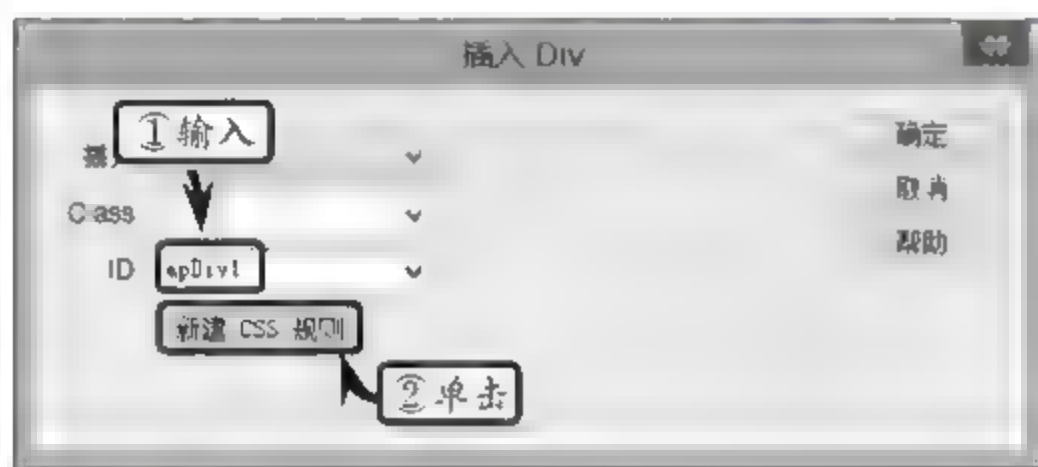 插入 Div
①输入
确定
取消
Class
帮助
ID apDiv1
新建 CSS 规则
②单击